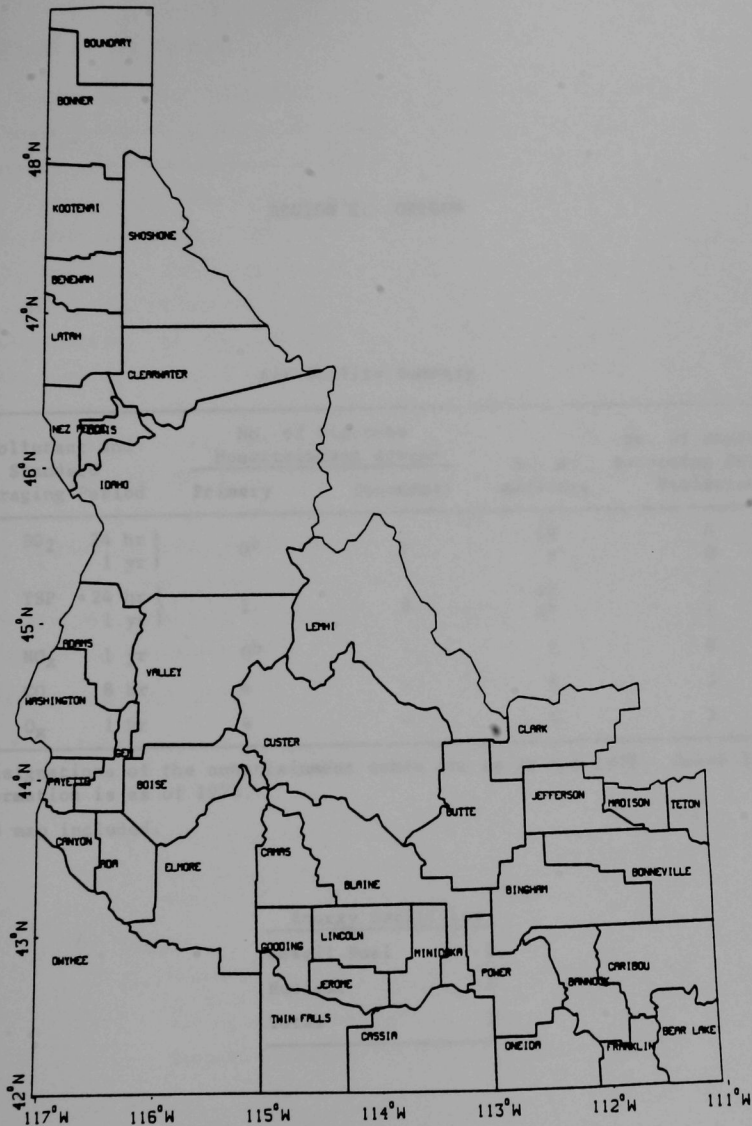 BOUNDARY
BONNER
48°N
KOOTENAI
SHOSHONE
BENEWAH
47°N
LATAH
CLEARWATER
NEZ
46°N
IDAHO
45°N
LEMHI
ADAMS
VALLEY
WASHINGTON
CUSTER
CLARK
GEM
PAYETTE
44°N
BOISE
JEFFERSON
MADISON
TETON
BUTTE
CANYON
ADA
ELMORE
CAMAS
BLAINE
BONNEVILLE
BINGHAM
43°N
OWYHEE
GOODING
LINCOLN
MINIDOKA
JEROME
POWER
BANNOCK
CARIBOU
TWIN FALLS
CASSIA
ONEIDA
FRANKLIN
BEAR LAKE
42°N
117°W 116°W 115°W 114°W 113°W 112°W 111°W